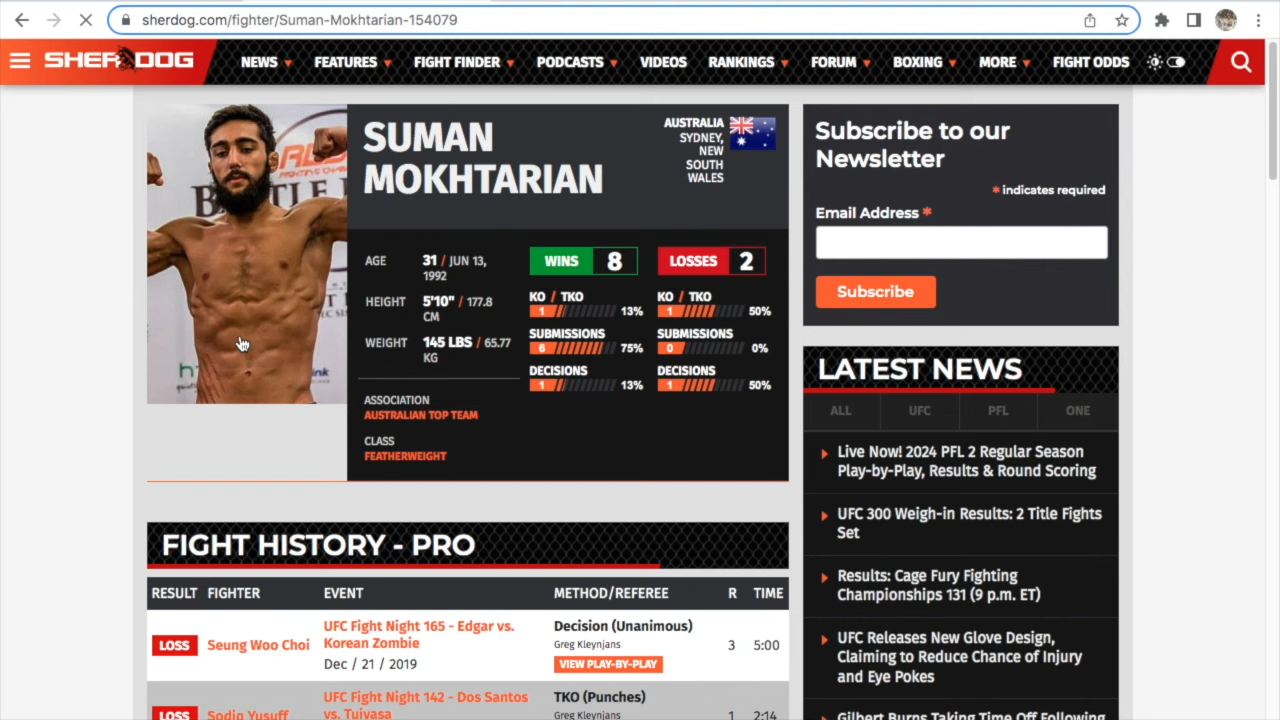 sherdog.com/fighter/Suman-Mokhtarian-154079
SHERDOG
NEWS FEATURES FIGHT FINDER PODCASTS VIDEOS RANKINGS FORUM BOXING MORE FIGHT ODDS
SUMAN
MOKHTARIAN
AUSTRALIA
SYDNEY,
NEW
SOUTH
WALES
AGE 31 / JUN 13,
1992
HEIGHT 5'10" / 177.8
CM
WEIGHT 145 LBS / 65.77
KG
ASSOCIATION
AUSTRALIAN TOP TEAM
CLASS
FEATHERWEIGHT
WINS 8
KO / TKO
1 13%
SUBMISSIONS
6 75%
DECISIONS
1 13%
LOSSES 2
KO / TKO
1 50%
SUBMISSIONS
0 0%
DECISIONS
1 50%
FIGHT HISTORY - PRO
RESULT FIGHTER EVENT METHOD/REFEREE R TIME
LOSS Seung Woo Choi UFC Fight Night 165 - Edgar vs.
Korean Zombie
Dec / 21 / 2019
Decision (Unanimous)
Greg Kleynjans
VIEW PLAY-BY-PLAY
3 5:00
LOSS Sodiq Yusuff UFC Fight Night 142 - Dos Santos
vs. Tuivasa
TKO (Punches)
Greg Kleynjans
1 2:14
Subscribe to our
Newsletter
* indicates required
Email Address *
Subscribe
LATEST NEWS
ALL UFC PFL ONE
Live Now! 2024 PFL 2 Regular Season
Play-by-Play, Results & Round Scoring
UFC 300 Weigh-in Results: 2 Title Fights
Set
Results: Cage Fury Fighting
Championships 131 (9 p.m. ET)
UFC Releases New Glove Design,
Claiming to Reduce Chance of Injury
and Eye Pokes
Gilbert Burns Taking Time Off Following